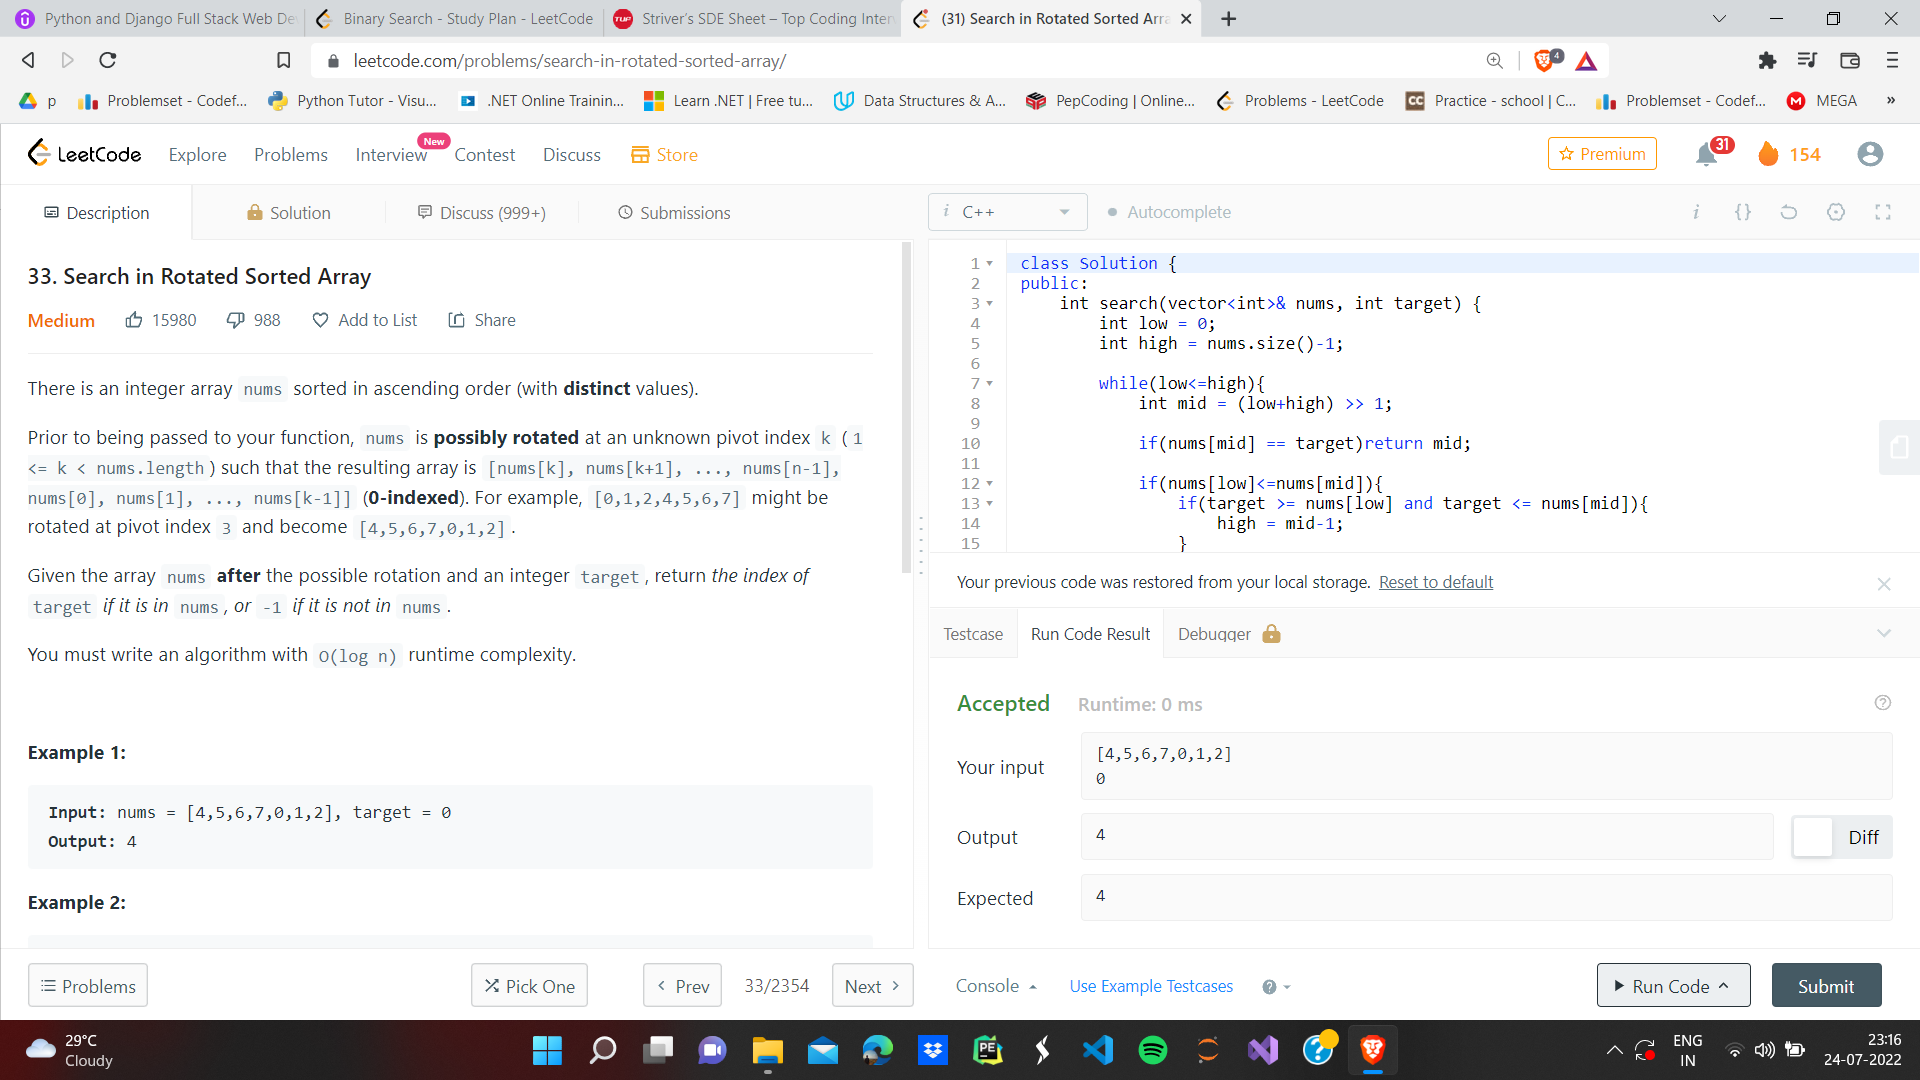 Python and Django Full Stack Web De
Binary Search - Study Plan - LeetCode
Striver's SDE Sheet – Top Coding Inter
(31) Search in Rotated Sorted Arra
leetcode.com/problems/search-in-rotated-sorted-array/
4
p
Problemset - Codef...
Python Tutor - Visu...
.NET Online Trainin...
Learn .NET | Free tu...
Data Structures & A...
PepCoding | Online...
Problems - LeetCode
Practice - school | C...
Problemset - Codef...
MEGA
»
LeetCode
Explore
Problems
Interview
New
Contest
Discuss
Store
Premium
31
154
Description
Solution
Discuss (999+)
Submissions
i C++
Autocomplete
i {}
33. Search in Rotated Sorted Array
Medium 15980 988 Add to List Share
There is an integer array nums sorted in ascending order (with distinct values).
Prior to being passed to your function, nums is possibly rotated at an unknown pivot index k (1
<= k < nums.length) such that the resulting array is [nums[k], nums[k+1], ..., nums[n-1],
nums[0], nums[1], ..., nums[k-1]] (0-indexed). For example, [0,1,2,4,5,6,7] might be
rotated at pivot index 3 and become [4,5,6,7,0,1,2].
Given the array nums after the possible rotation and an integer target, return the index of
target if it is in nums, or -1 if it is not in nums.
You must write an algorithm with O(log n) runtime complexity.
Example 1:
Input: nums = [4,5,6,7,0,1,2], target = 0
Output: 4
Example 2:
1 class Solution {
2 public:
3 int search(vector<int>& nums, int target) {
4 int low = 0;
5 int high = nums.size()-1;
6
7 while(low<=high){
8 int mid = (low+high) >> 1;
9
10 if(nums[mid] == target)return mid;
11
12 if(nums[low]<=nums[mid]){
13 if(target >= nums[low] and target <= nums[mid]){
14 high = mid-1;
15 }
Your previous code was restored from your local storage. Reset to default
Testcase
Run Code Result
Debugger
Accepted Runtime: 0 ms
Your input
[4,5,6,7,0,1,2]
0
Output
4
Diff
Expected
4
Problems
Pick One
Prev
33/2354
Next
Console
Use Example Testcases
Run Code
Submit
29°C
Cloudy
PE
ENG
IN
23:16
24-07-2022